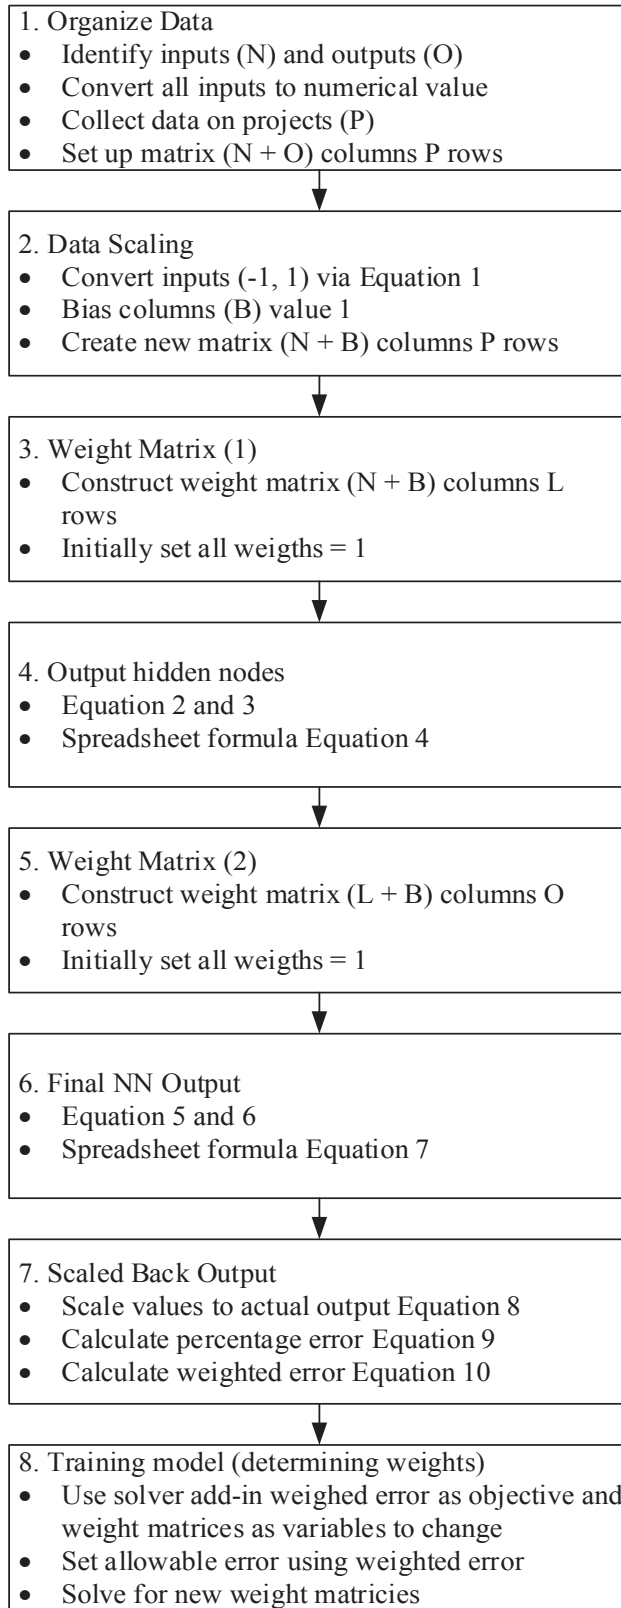 1. Organize Data
• Identify inputs (N) and outputs (O)
• Convert all inputs to numerical value
• Collect data on projects (P)
• Set up matrix (N + O) columns P rows
2. Data Scaling
• Convert inputs (-1, 1) via Equation 1
• Bias columns (B) value 1
• Create new matrix (N + B) columns P rows
3. Weight Matrix (1)
• Construct weight matrix (N + B) columns L
rows
• Initially set all weigths = 1
4. Output hidden nodes
• Equation 2 and 3
• Spreadsheet formula Equation 4
5. Weight Matrix (2)
• Construct weight matrix (L + B) columns O
rows
• Initially set all weigths = 1
6. Final NN Output
• Equation 5 and 6
• Spreadsheet formula Equation 7
7. Scaled Back Output
• Scale values to actual output Equation 8
• Calculate percentage error Equation 9
• Calculate weighted error Equation 10
8. Training model (determining weights)
• Use solver add-in weighed error as objective and
weight matrices as variables to change
• Set allowable error using weighted error
• Solve for new weight matricies